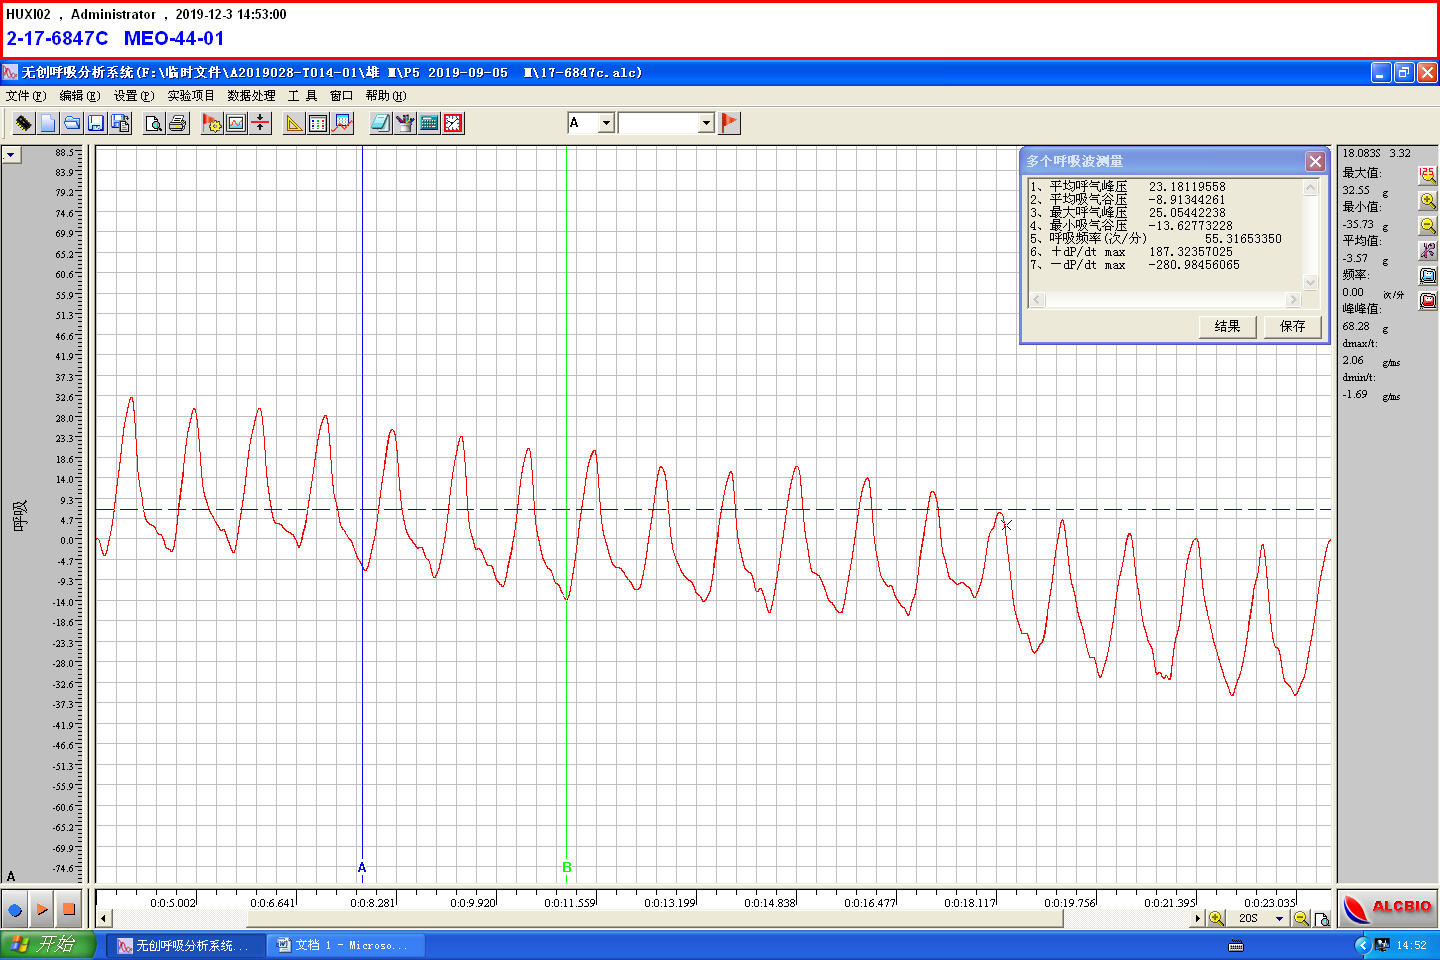 HUXI02 , Administrator , 2019-12-3 14:53:00
2-17-6847C MEO-44-01
无创呼吸分析系统(F:\临时文件\A2019028-T014-01\雄 M\P5 2019-09-05 M\17-6847c.alc)
文件(F) 编辑(E) 设置(P) 实验项目 数据处理 工 具 窗口 帮助(H)
A
88.5
83.9
79.2
74.6
69.9
65.2
60.6
55.9
51.3
46.6
41.9
37.3
32.6
28.0
23.3
18.6
14.0
9.3
4.7
0.0
-4.7
-9.3
-14.0
-18.6
-23.3
-28.0
-32.6
-37.3
-41.9
-46.6
-51.3
-55.9
-60.6
-65.2
-69.9
-74.6
呼吸
A
A
B
多个呼吸波测量
1、平均呼气峰压 23.18119558
2、平均吸气谷压 -8.91344261
3、最大呼气峰压 25.05442238
4、最小吸气谷压 -13.62773228
5、呼吸频率(次/分) 55.31653350
6、＋dP/dt max 187.32357025
7、－dP/dt max -280.98456065
结果 保存
18.083S 3.32
最大值:
32.55 g
最小值:
-35.73 g
平均值:
-3.57 g
频率:
0.00 次/分
峰峰值:
68.28 g
dmax/t:
2.06 g/ms
dmin/t:
-1.69 g/ms
125
0:0:5.002 0:0:6.641 0:0:8.281 0:0:9.920 0:0:11.559 0:0:13.199 0:0:14.838 0:0:16.477 0:0:18.117 0:0:19.756 0:0:21.395 0:0:23.035
20S
ALCBIO
开始 无创呼吸分析系统... 文档 1 - Microso... 14:52